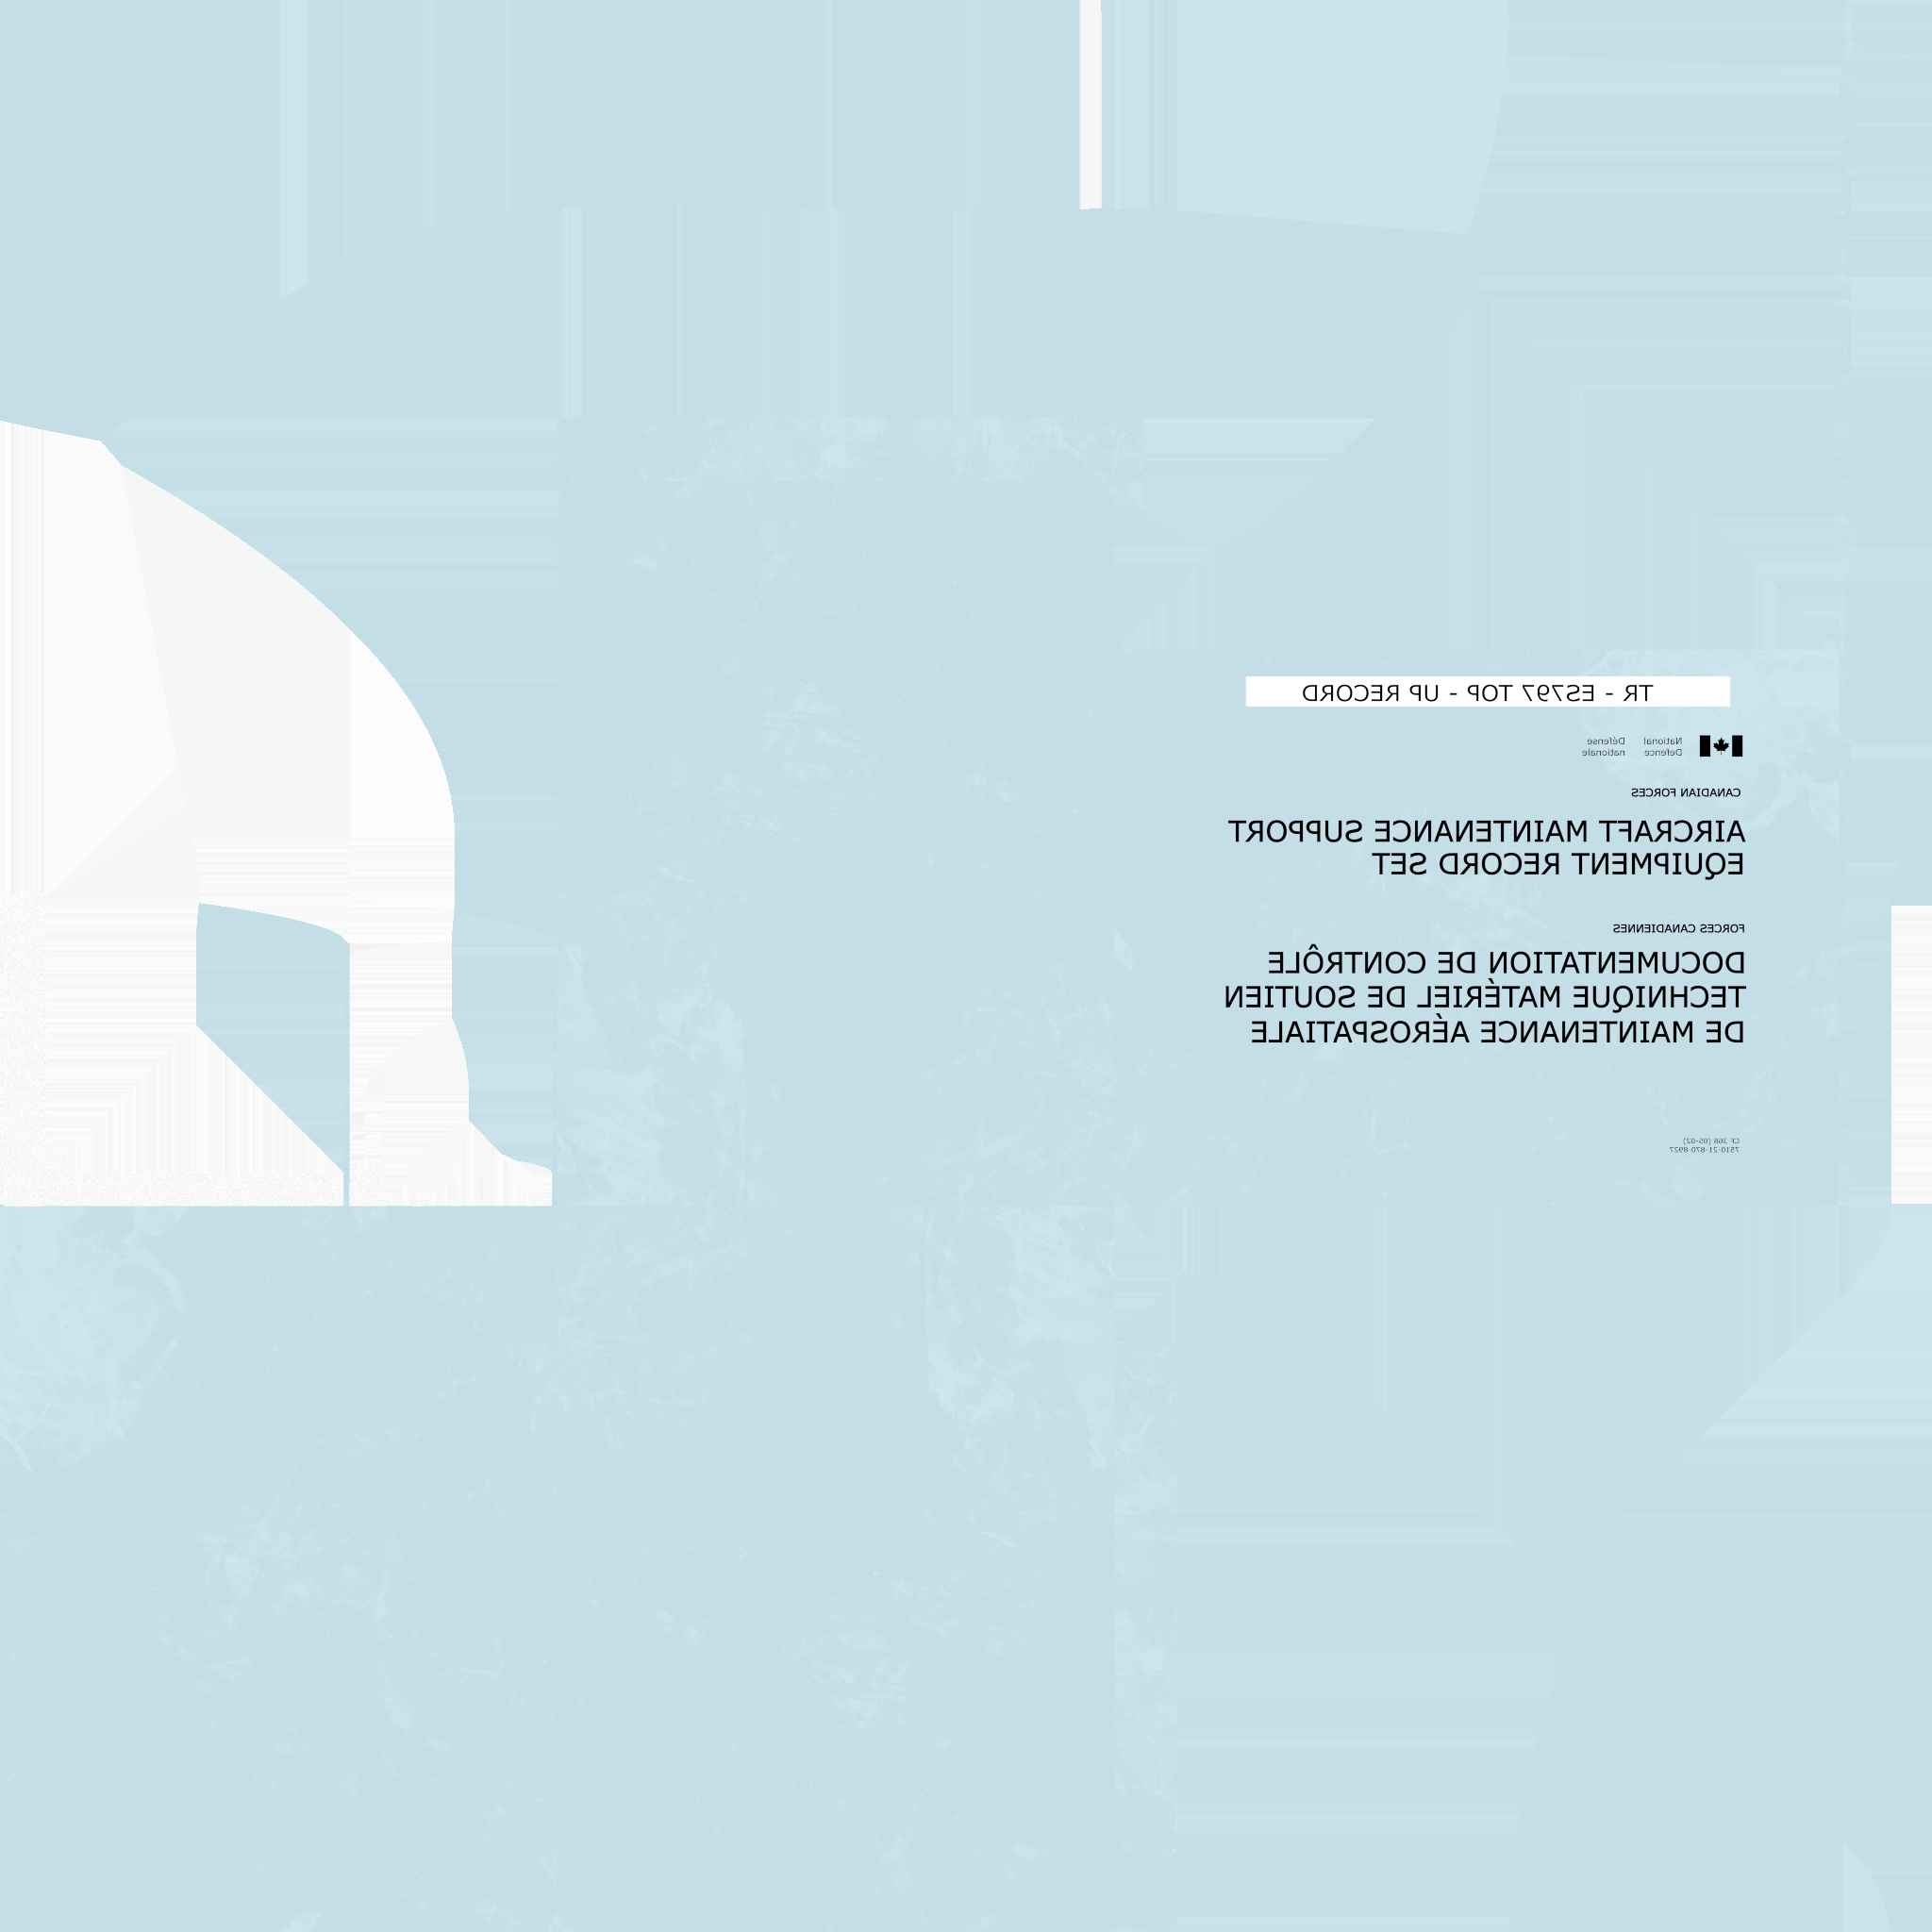 TR - ES797 TOP - UP RECORD
National Défense
Defence nationale
CANADIAN FORCES
AIRCRAFT MAINTENANCE SUPPORT
EQUIPMENT RECORD SET
FORCES CANADIENNES
DOCUMENTATION DE CONTRÔLE
TECHNIQUE MATÉRIEL DE SOUTIEN
DE MAINTENANCE AÉROSPATIALE
CF 368 (05-02)
7510-21-870-8927